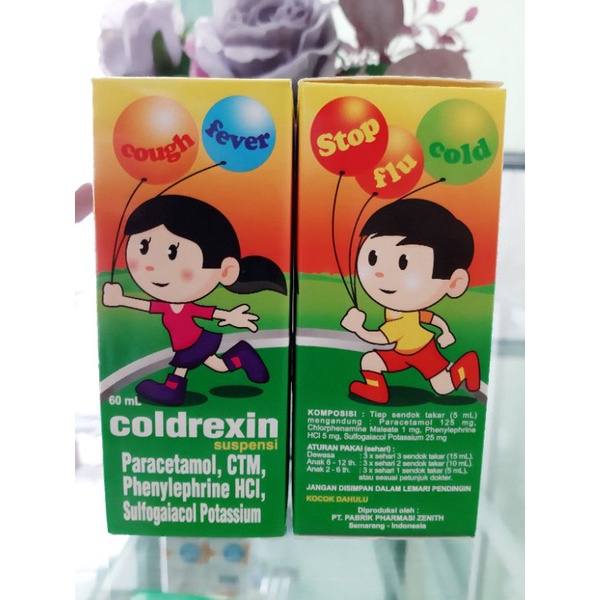 cough
fever
60 mL
coldrexin
suspensi
Paracetamol, CTM,
Phenylephrine HCl,
Sulfogaiacol Potassium
Stop
flu
cold
KOMPOSISI : Tiap sendok takar (5 mL)
mengandung : Paracetamol 125 mg,
Chlorphenamine Maleate 1 mg, Phenylephrine
HCl 5 mg, Sulfogaiacol Potassium 25 mg
ATURAN PAKAI (sehari) :
Dewasa : 3 x sehari 3 sendok takar (15 mL)
Anak 6 - 12 th. : 3 x sehari 2 sendok takar (10 mL)
Anak 2 - 6 th. : 3 x sehari 1 sendok takar (5 mL)
atau sesuai petunjuk dokter.
JANGAN DISIMPAN DALAM LEMARI PENDINGIN
KOCOK DAHULU
Diproduksi oleh :
PT. PABRIK PHARMASI ZENITH
Semarang - Indonesia